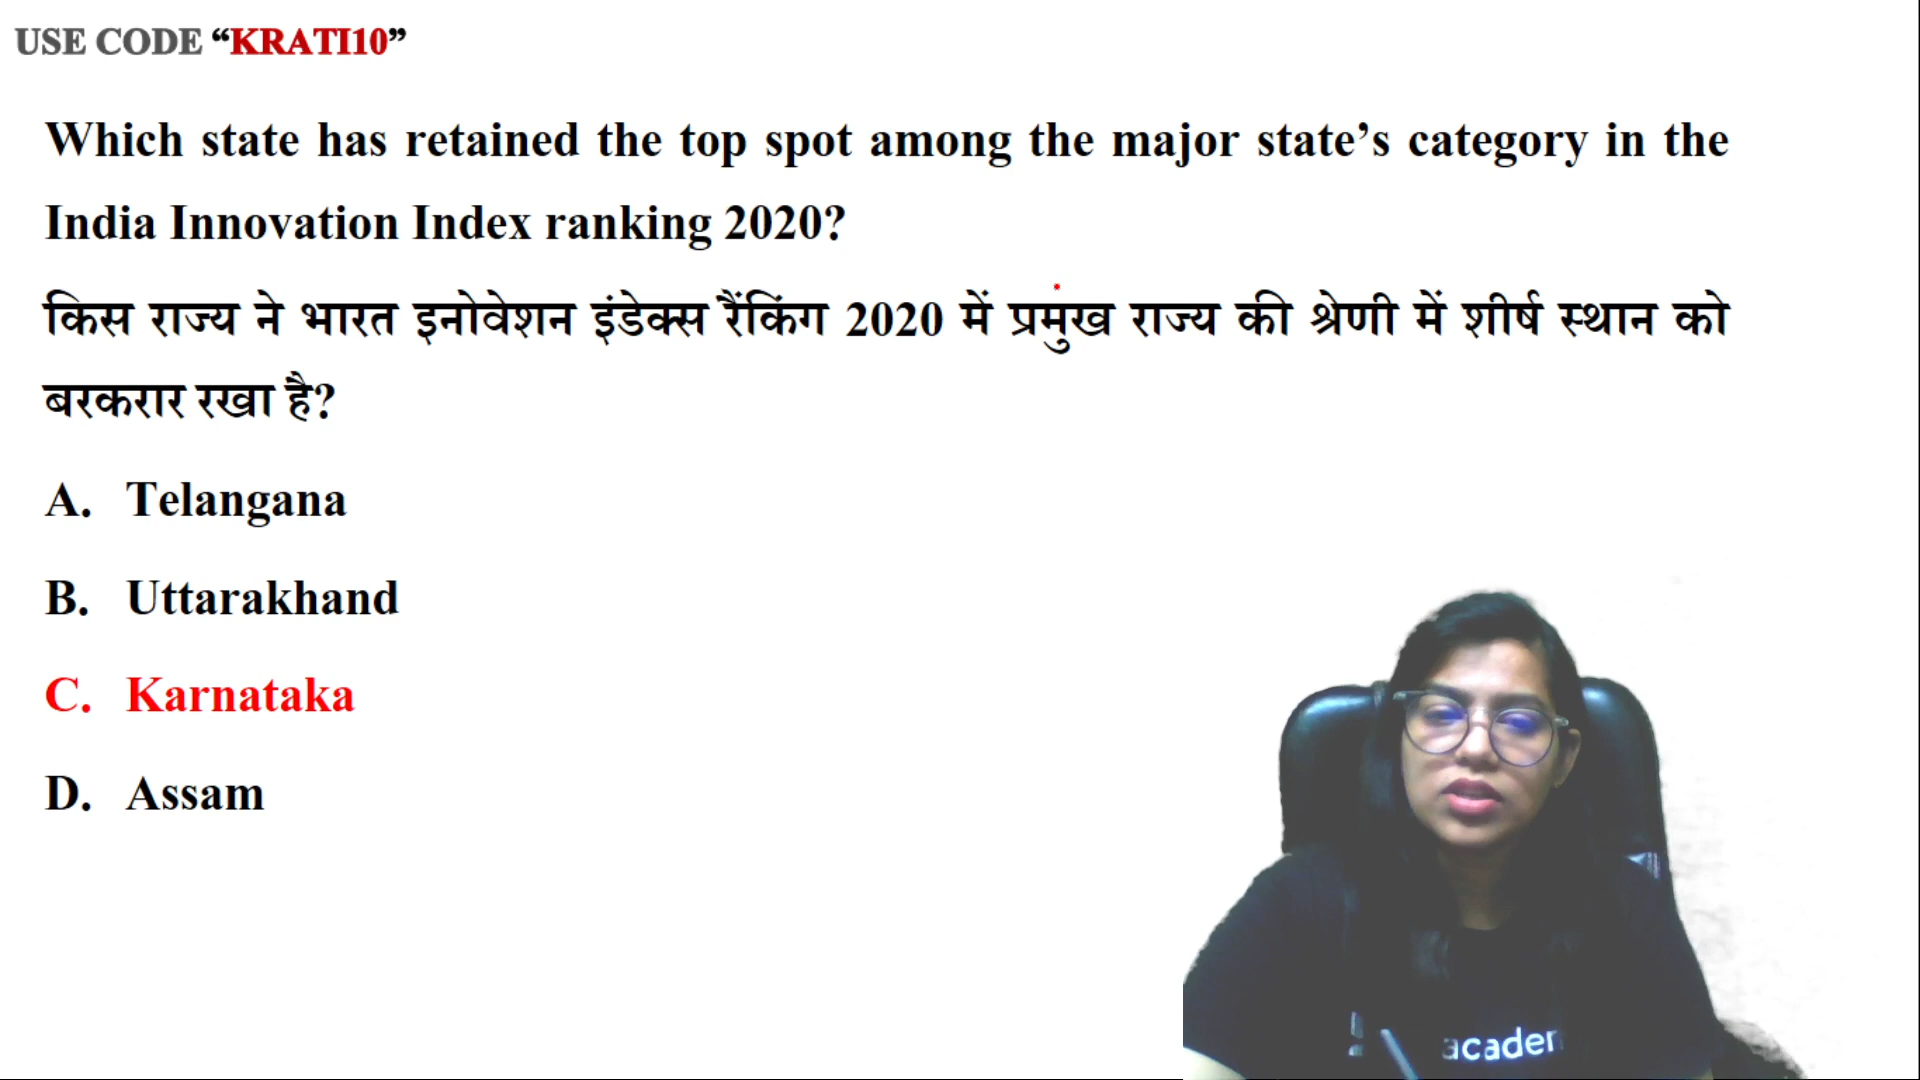 USE CODE “KRATI10”
Which state has retained the top spot among the major state’s category in the
India Innovation Index ranking 2020?
किस राज्य ने भारत इनोवेशन इंडेक्स रैंकिंग 2020 में प्रमुख राज्य की श्रेणी में शीर्ष स्थान को
बरकरार रखा है?
A. Telangana
B. Uttarakhand
C. Karnataka
D. Assam